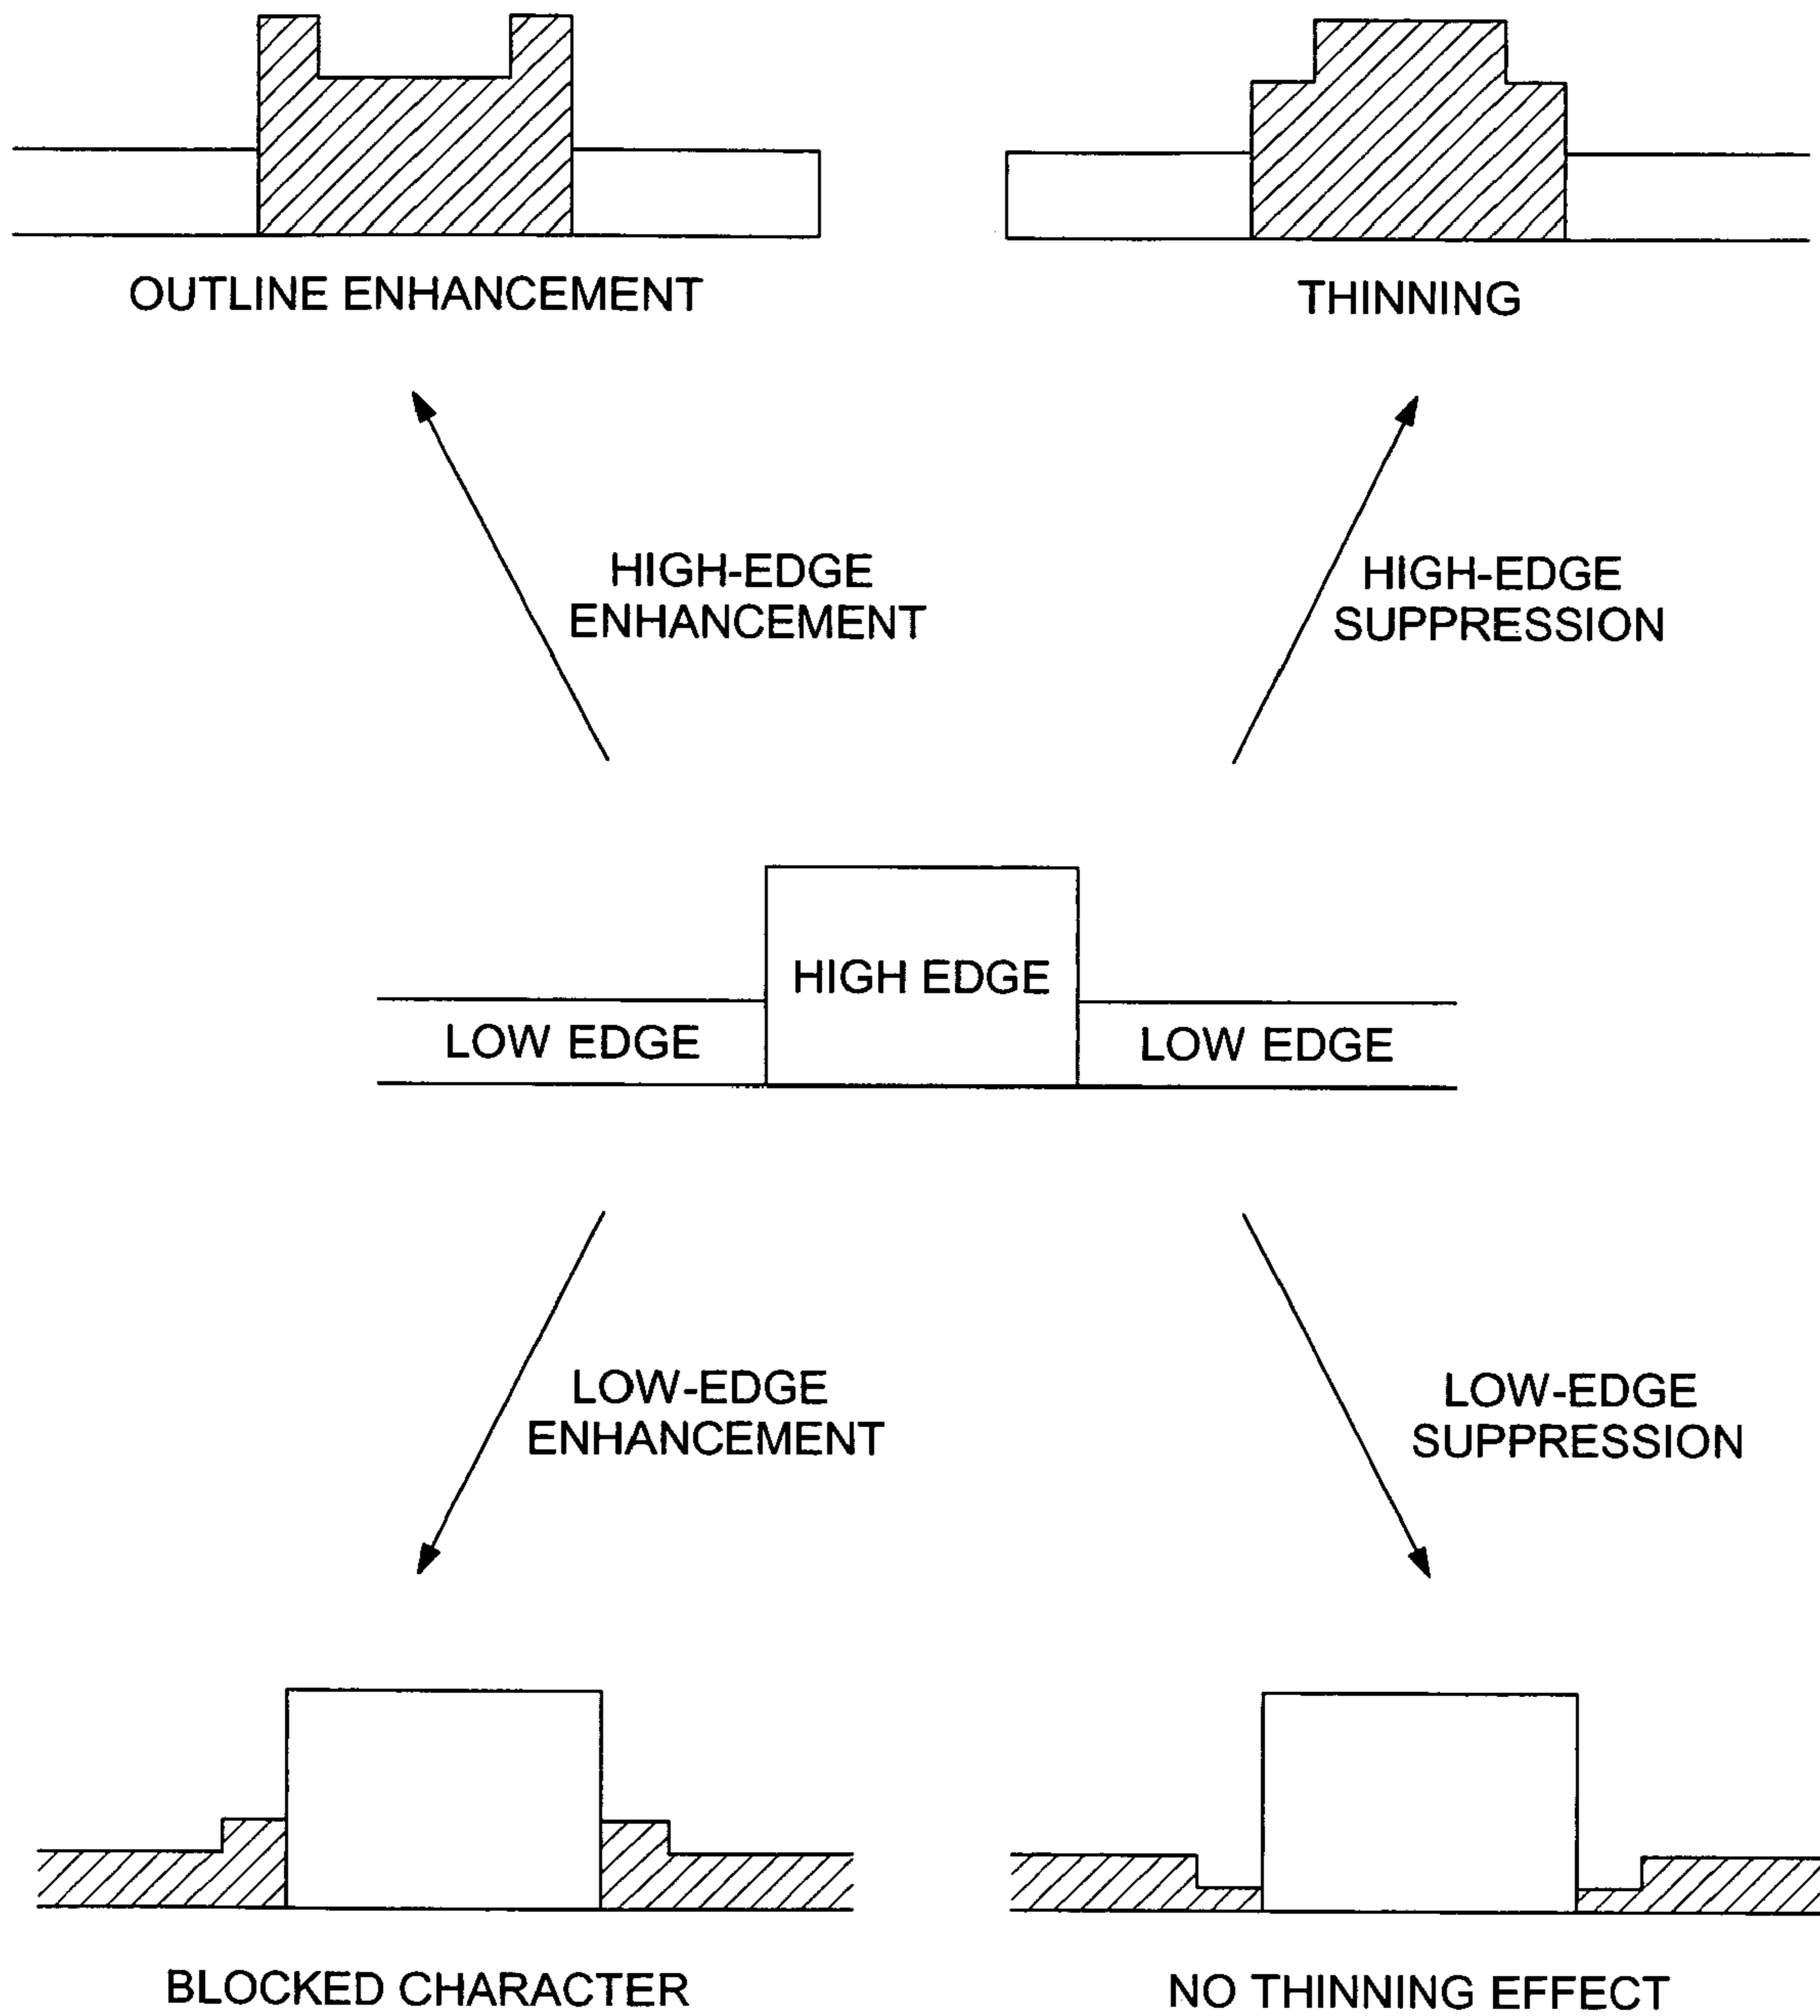 OUTLINE ENHANCEMENT
THINNING
HIGH-EDGE
ENHANCEMENT
HIGH-EDGE
SUPPRESSION
HIGH EDGE
LOW EDGE
LOW EDGE
LOW-EDGE
ENHANCEMENT
LOW-EDGE
SUPPRESSION
BLOCKED CHARACTER
NO THINNING EFFECT